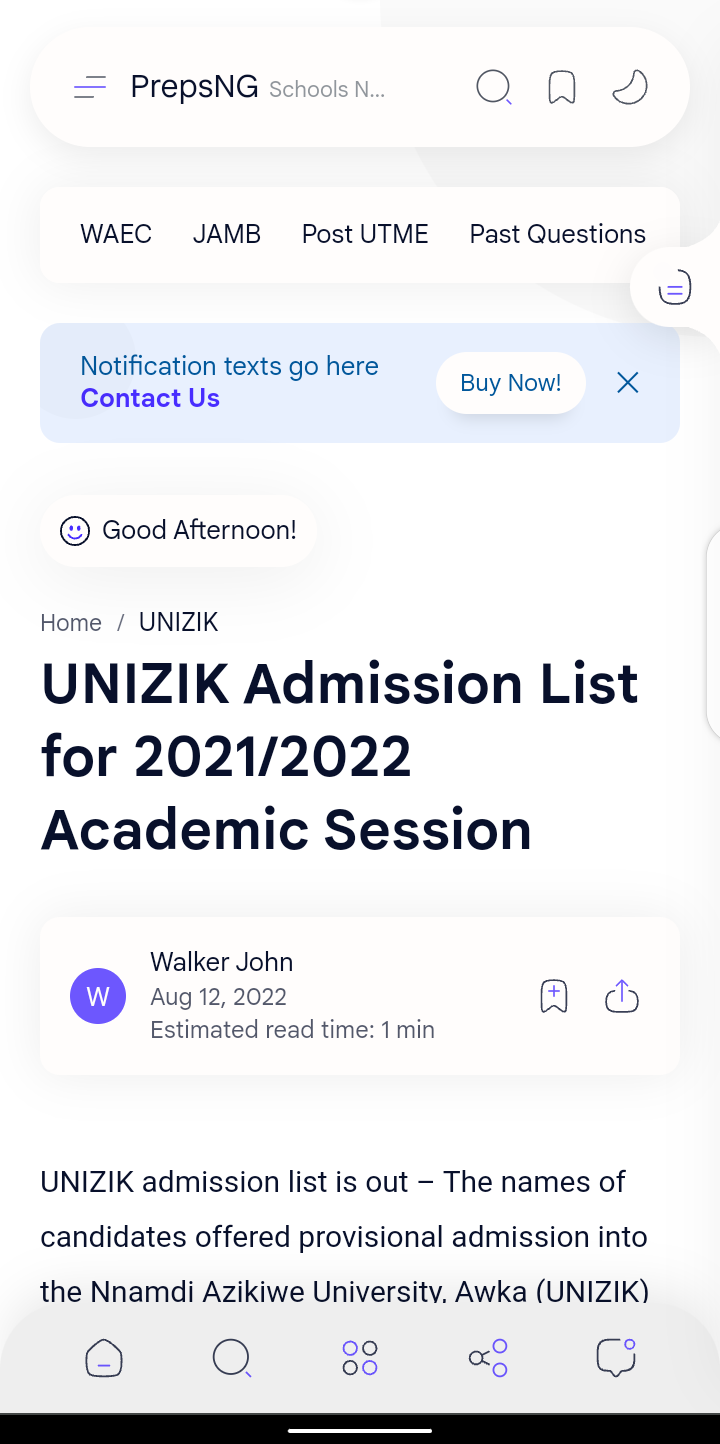 PrepsNG Schools N...
WAEC JAMB Post UTME Past Questions
Notification texts go here
Contact Us
Buy Now!
Good Afternoon!
Home / UNIZIK
UNIZIK Admission List
for 2021/2022
Academic Session
W
Walker John
Aug 12, 2022
Estimated read time: 1 min
UNIZIK admission list is out – The names of
candidates offered provisional admission into
the Nnamdi Azikiwe University, Awka (UNIZIK)